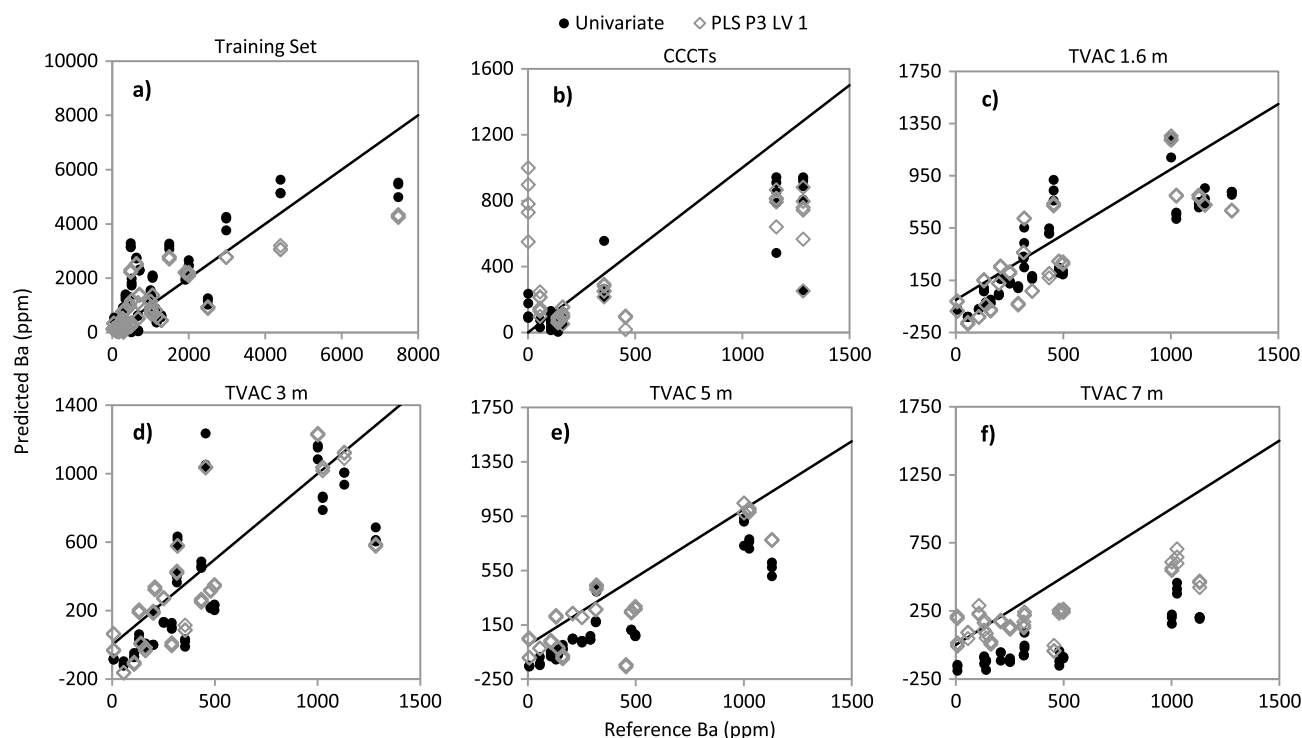 Univariate PLS P3 LV 1
Training Set
10000
8000
6000
4000
2000
0
0 2000 4000 6000 8000
a)
CCCTs
1600
1200
800
400
0
0 500 1000 1500
b)
TVAC 1.6 m
1750
1350
950
550
150
-250
0 500 1000 1500
c)
Predicted Ba (ppm)
TVAC 3 m
1400
1000
600
200
-200
0 500 1000 1500
d)
TVAC 5 m
1750
1350
950
550
150
-250
0 500 1000 1500
e)
TVAC 7 m
1750
1250
750
250
-250
0 500 1000 1500
f)
Reference Ba (ppm)